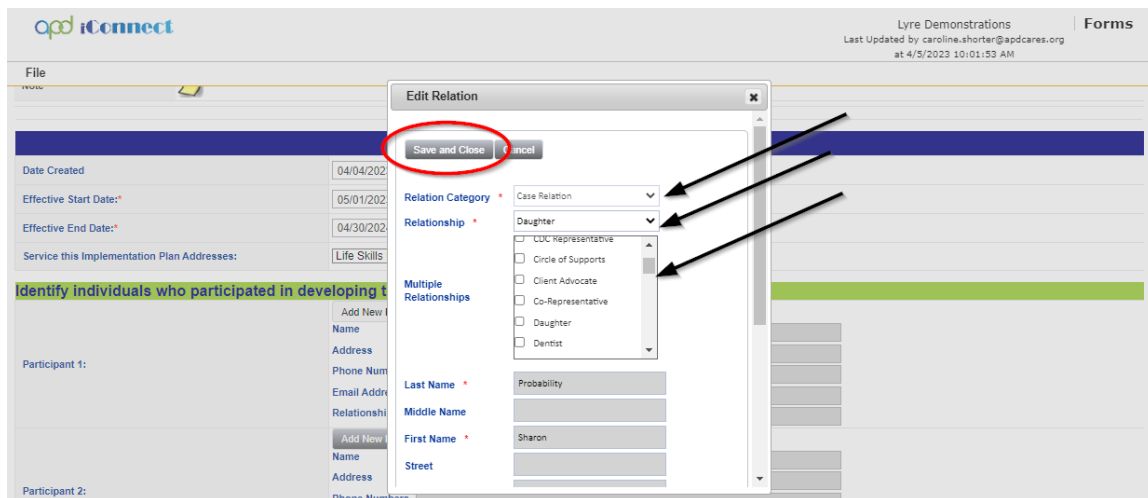 apd iConnect
Lyre Demonstrations
Forms
Last Updated by caroline.shorter@apdcares.org
at 4/5/2023 10:01:53 AM
File
Note
Edit Relation
Save and Close
Cancel
Date Created
04/04/202
Effective Start Date:*
05/01/202
Effective End Date:*
04/30/202
Service this Implementation Plan Addresses:
Life Skills
Relation Category *
Case Relation
Relationship *
Daughter
Multiple
Relationships
CDC Representative
Circle of Supports
Client Advocate
Co-Representative
Daughter
Dentist
Identify individuals who participated in developing t
Participant 1:
Add New
Name
Address
Phone Num
Email Addre
Relationshi
Last Name *
Probability
Middle Name
First Name *
Sharon
Street
Participant 2:
Add New
Name
Address
Phone Numbers